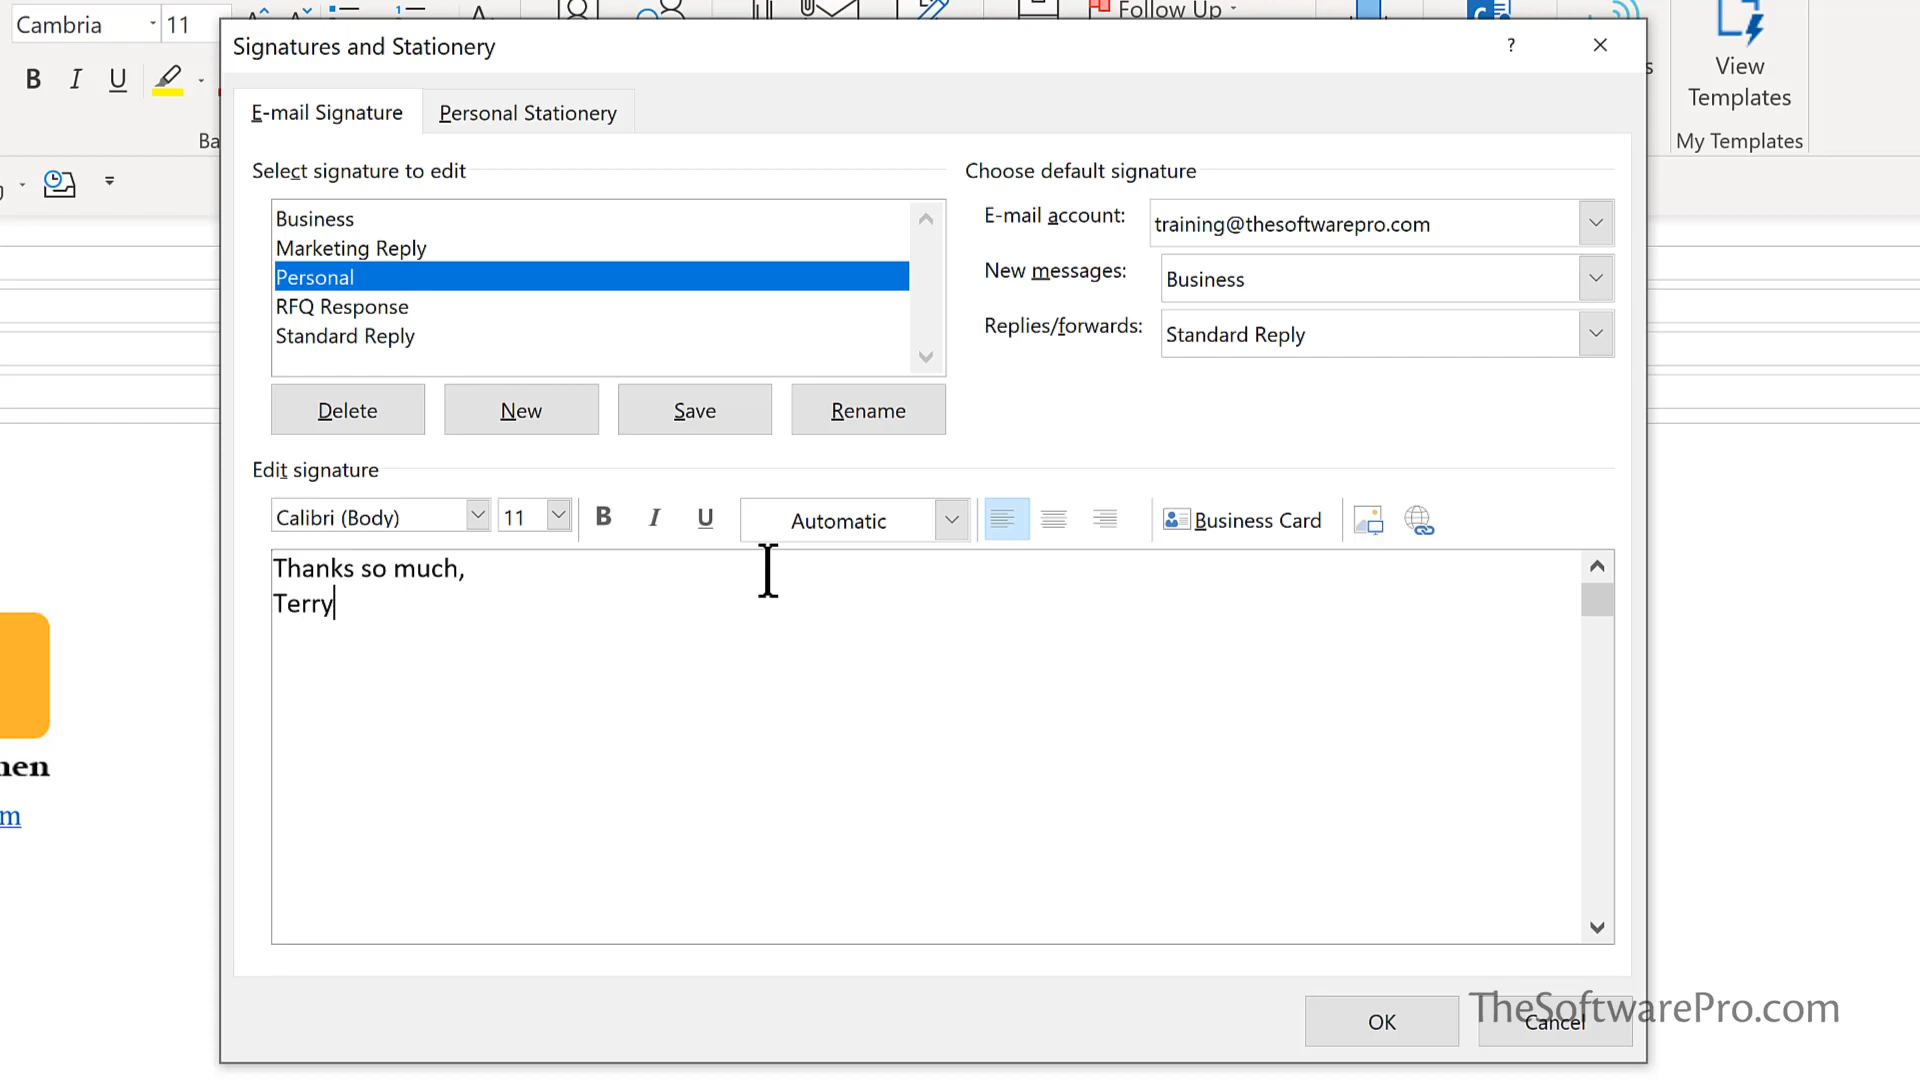 Cambria 11
Follow Up
B I U
View
Templates
My Templates
Signatures and Stationery
?
E-mail Signature
Personal Stationery
Select signature to edit
Business
Marketing Reply
Personal
RFQ Response
Standard Reply
Delete New Save Rename
Choose default signature
E-mail account: training@thesoftwarepro.com
New messages: Business
Replies/forwards: Standard Reply
Edit signature
Calibri (Body) 11 B I U Automatic Business Card
Thanks so much,
Terry
OK Cancel
TheSoftwarePro.com